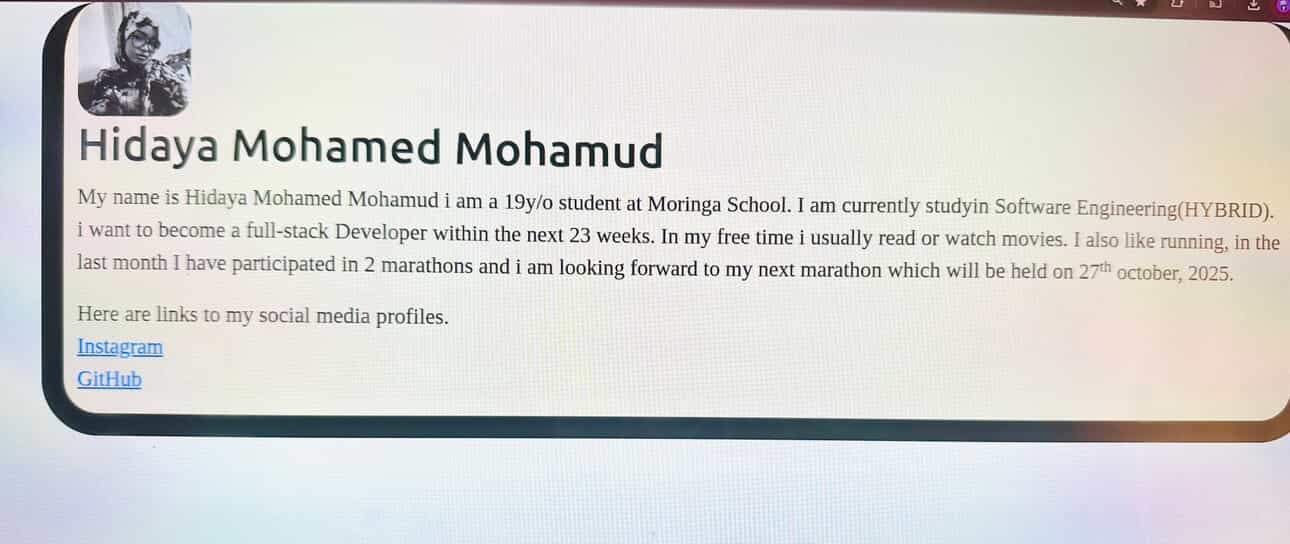 Hidaya Mohamed Mohamud
My name is Hidaya Mohamed Mohamud i am a 19y/o student at Moringa School. I am currently studyin Software Engineering(HYBRID).
i want to become a full-stack Developer within the next 23 weeks. In my free time i usually read or watch movies. I also like running, in the
last month I have participated in 2 marathons and i am looking forward to my next marathon which will be held on 27th october, 2025.
Here are links to my social media profiles.
Instagram
GitHub